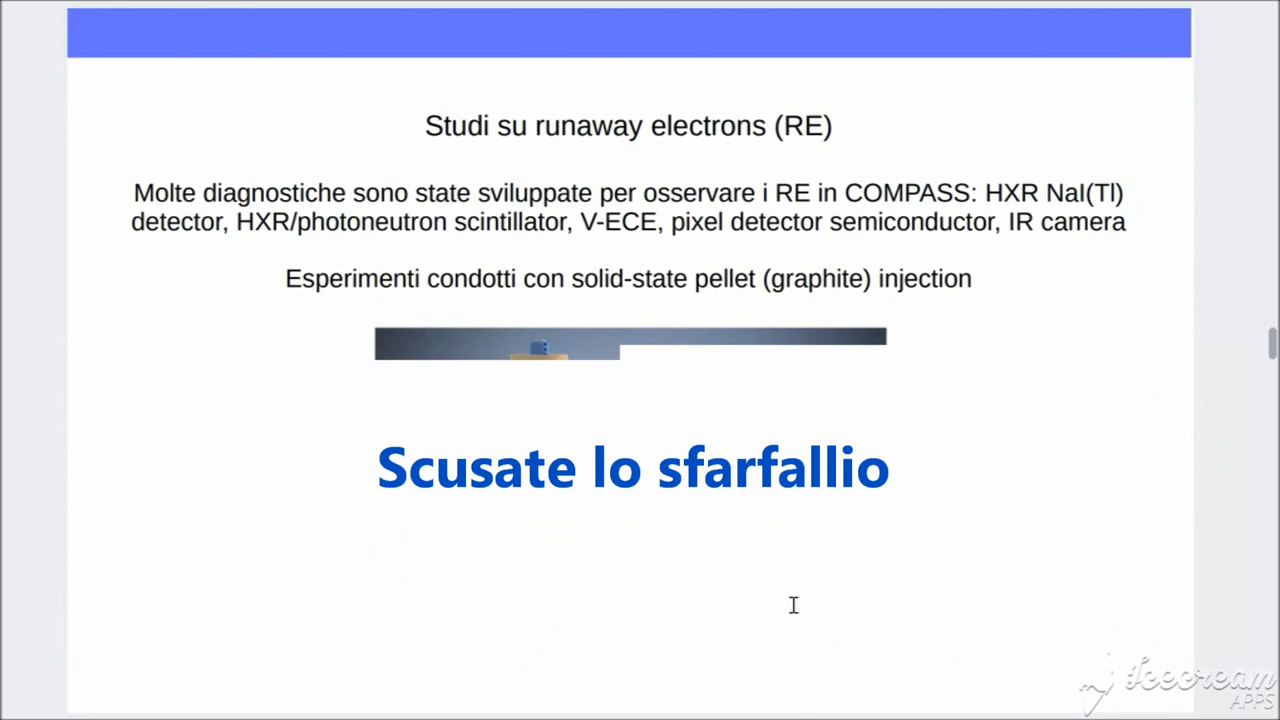 Studi su runaway electrons (RE)
Molte diagnostiche sono state sviluppate per osservare i RE in COMPASS: HXR NaI(Tl)
detector, HXR/photoneutron scintillator, V-ECE, pixel detector semiconductor, IR camera
Esperimenti condotti con solid-state pellet (graphite) injection
Scusate lo sfarfallio
Icecream
APPS